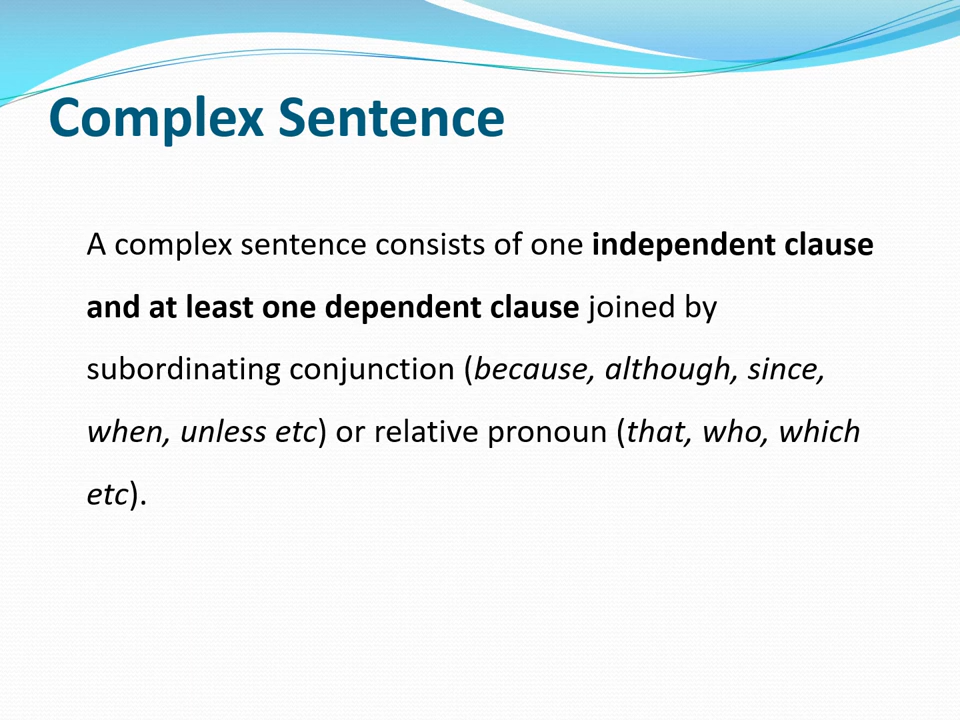 Complex Sentence
A complex sentence consists of one independent clause
and at least one dependent clause joined by
subordinating conjunction (because, although, since,
when, unless etc) or relative pronoun (that, who, which
etc).